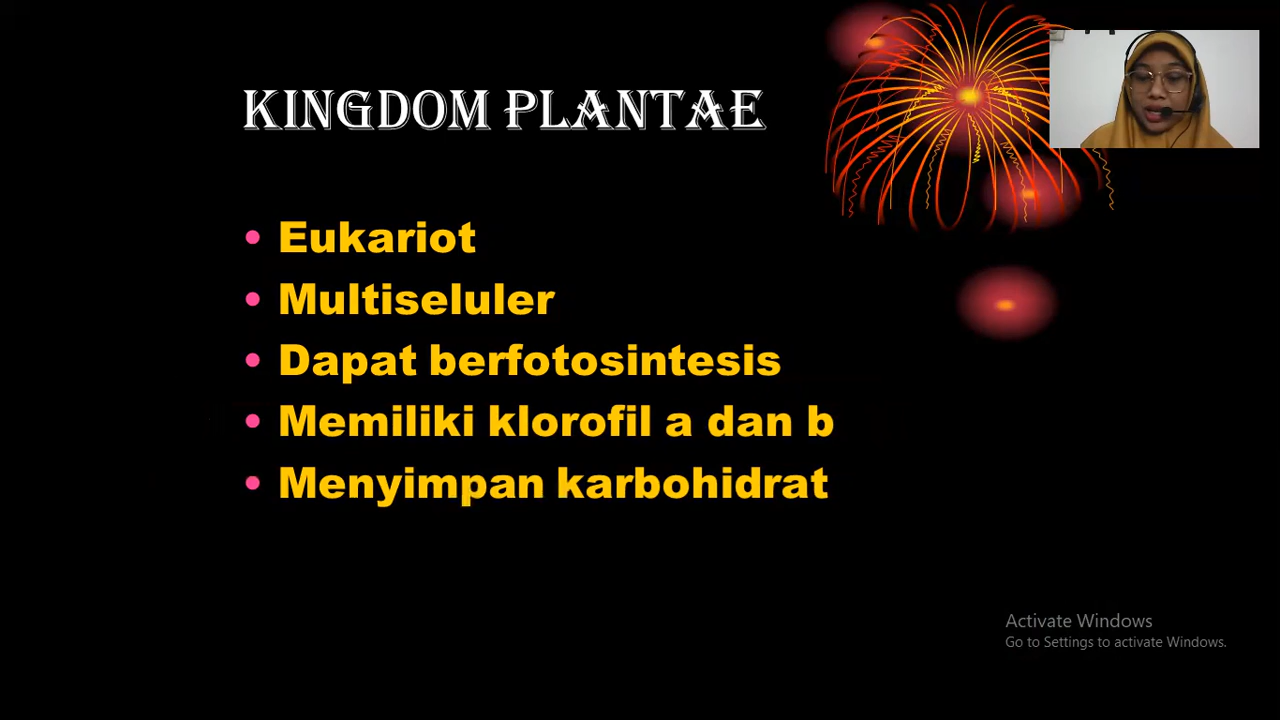 KINGDOM PLANTAE
• Eukariot
• Multiseluler
• Dapat berfotosintesis
• Memiliki klorofil a dan b
• Menyimpan karbohidrat
Activate Windows
Go to Settings to activate Windows.